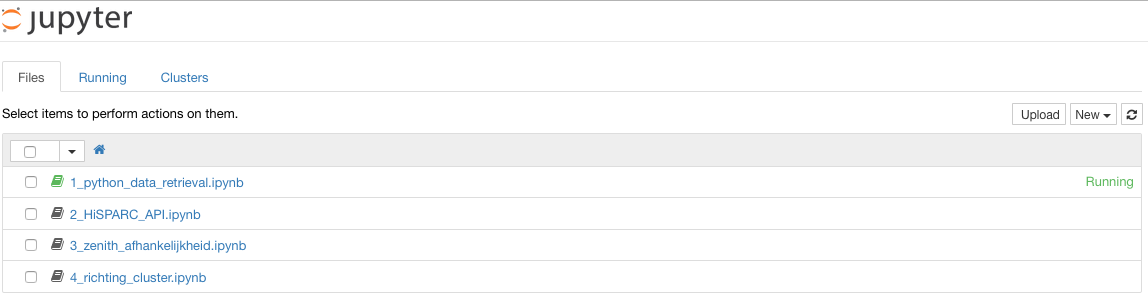 jupyter
Files Running Clusters
Select items to perform actions on them. Upload New
1_python_data_retrieval.ipynb Running
2_HiSPARC_API.ipynb
3_zenith_afhankelijkheid.ipynb
4_richting_cluster.ipynb